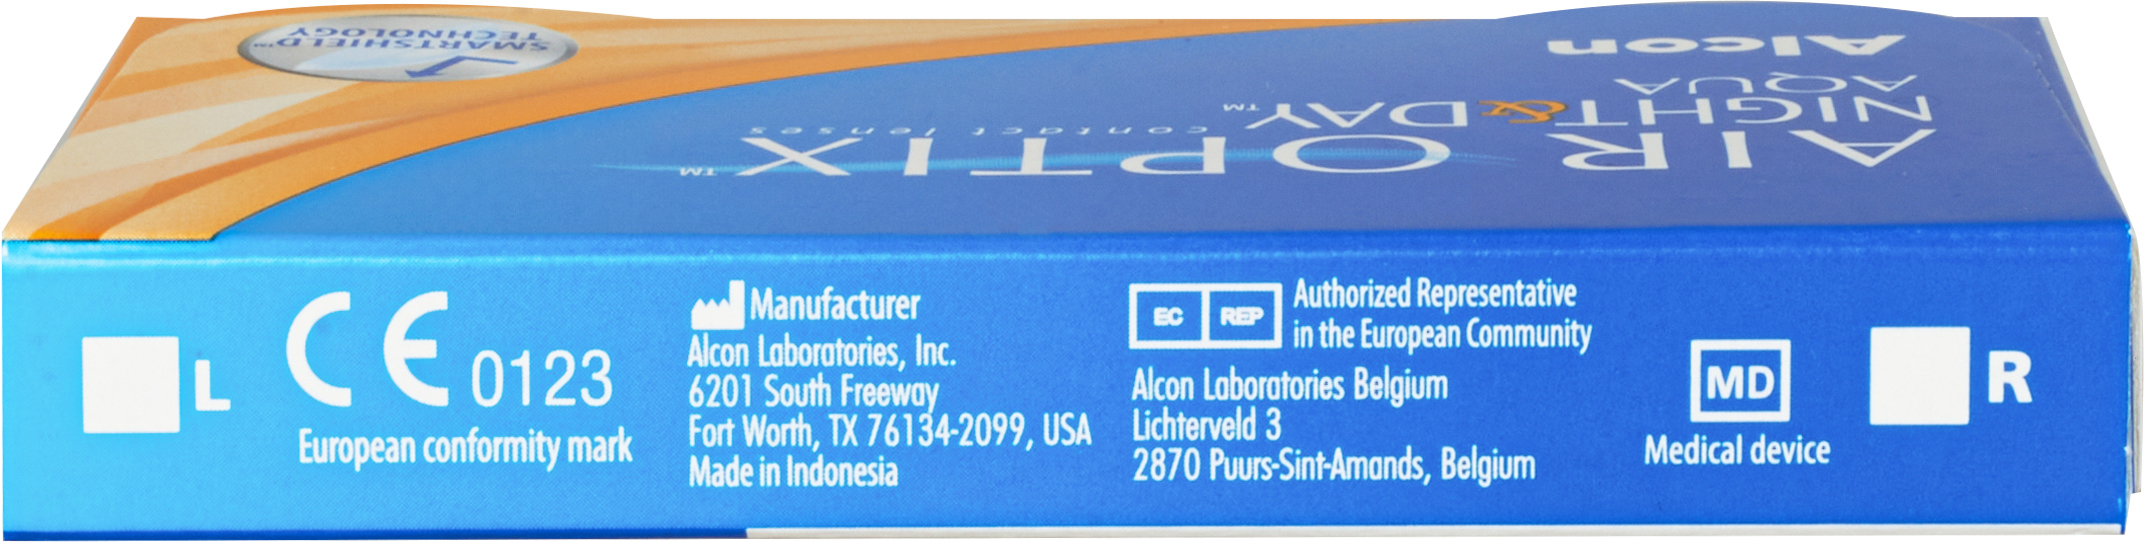 SMARTSHIELD™
TECHNOLOGY
Alcon
AIR OPTIX™
contact lenses
NIGHT & DAY™
AQUA
L
CE 0123
European conformity mark
Manufacturer
Alcon Laboratories, Inc.
6201 South Freeway
Fort Worth, TX 76134-2099, USA
Made in Indonesia
EC REP
Authorized Representative
in the European Community
Alcon Laboratories Belgium
Lichterveld 3
2870 Puurs-Sint-Amands, Belgium
MD
Medical device
R